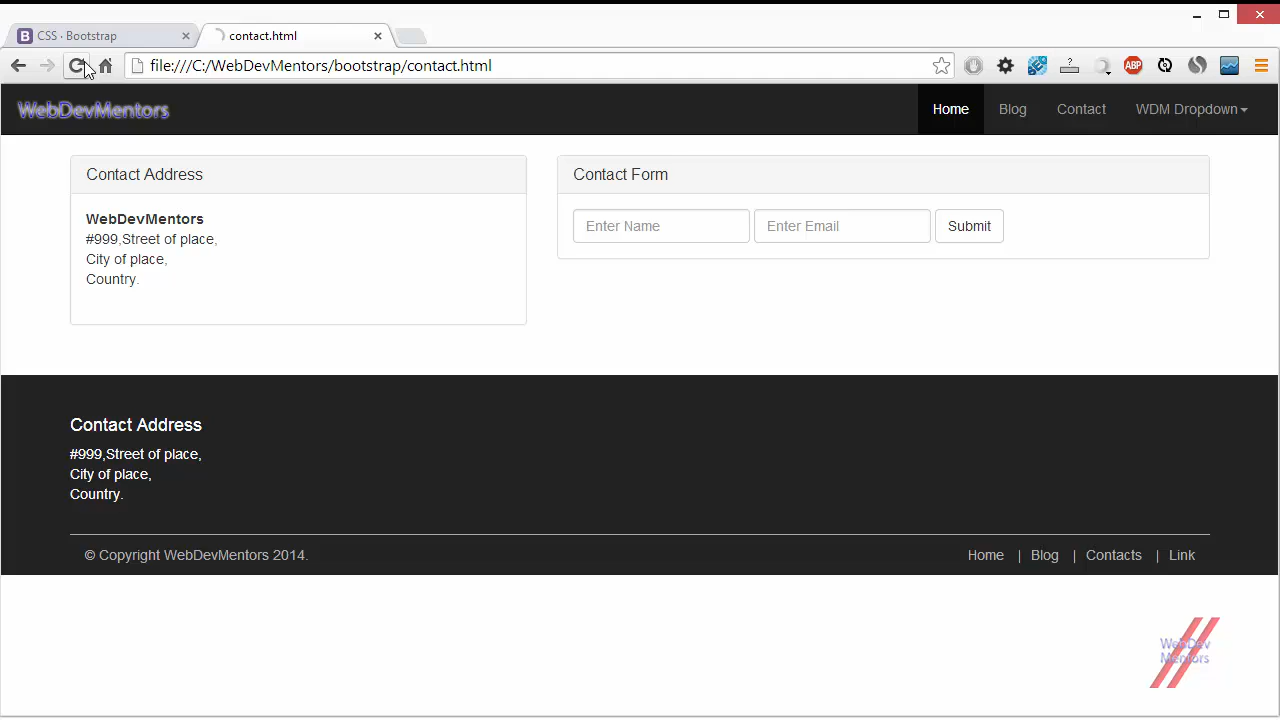 CSS · Bootstrap
contact.html
file:///C:/WebDevMentors/bootstrap/contact.html
ABP
WebDevMentors
Home Blog Contact WDM Dropdown
Contact Address
WebDevMentors
#999,Street of place,
City of place,
Country.
Contact Form
Enter Name Enter Email Submit
Contact Address
#999,Street of place,
City of place,
Country.
© Copyright WebDevMentors 2014.
Home | Blog | Contacts | Link
WebDev
Mentors